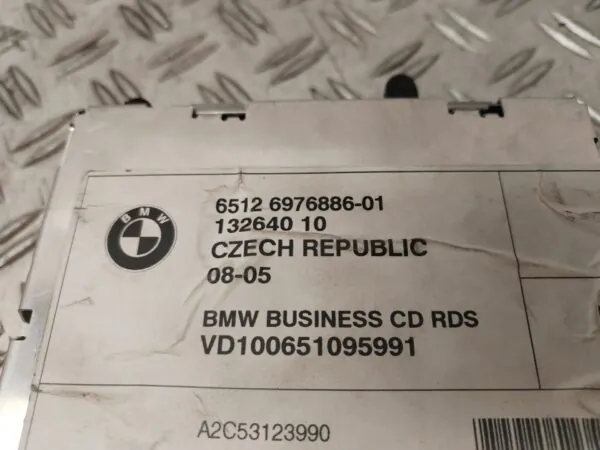 BMW
6512 6976886-01
132640 10
CZECH REPUBLIC
08-05
BMW BUSINESS CD RDS
VD100651095991
A2C53123990